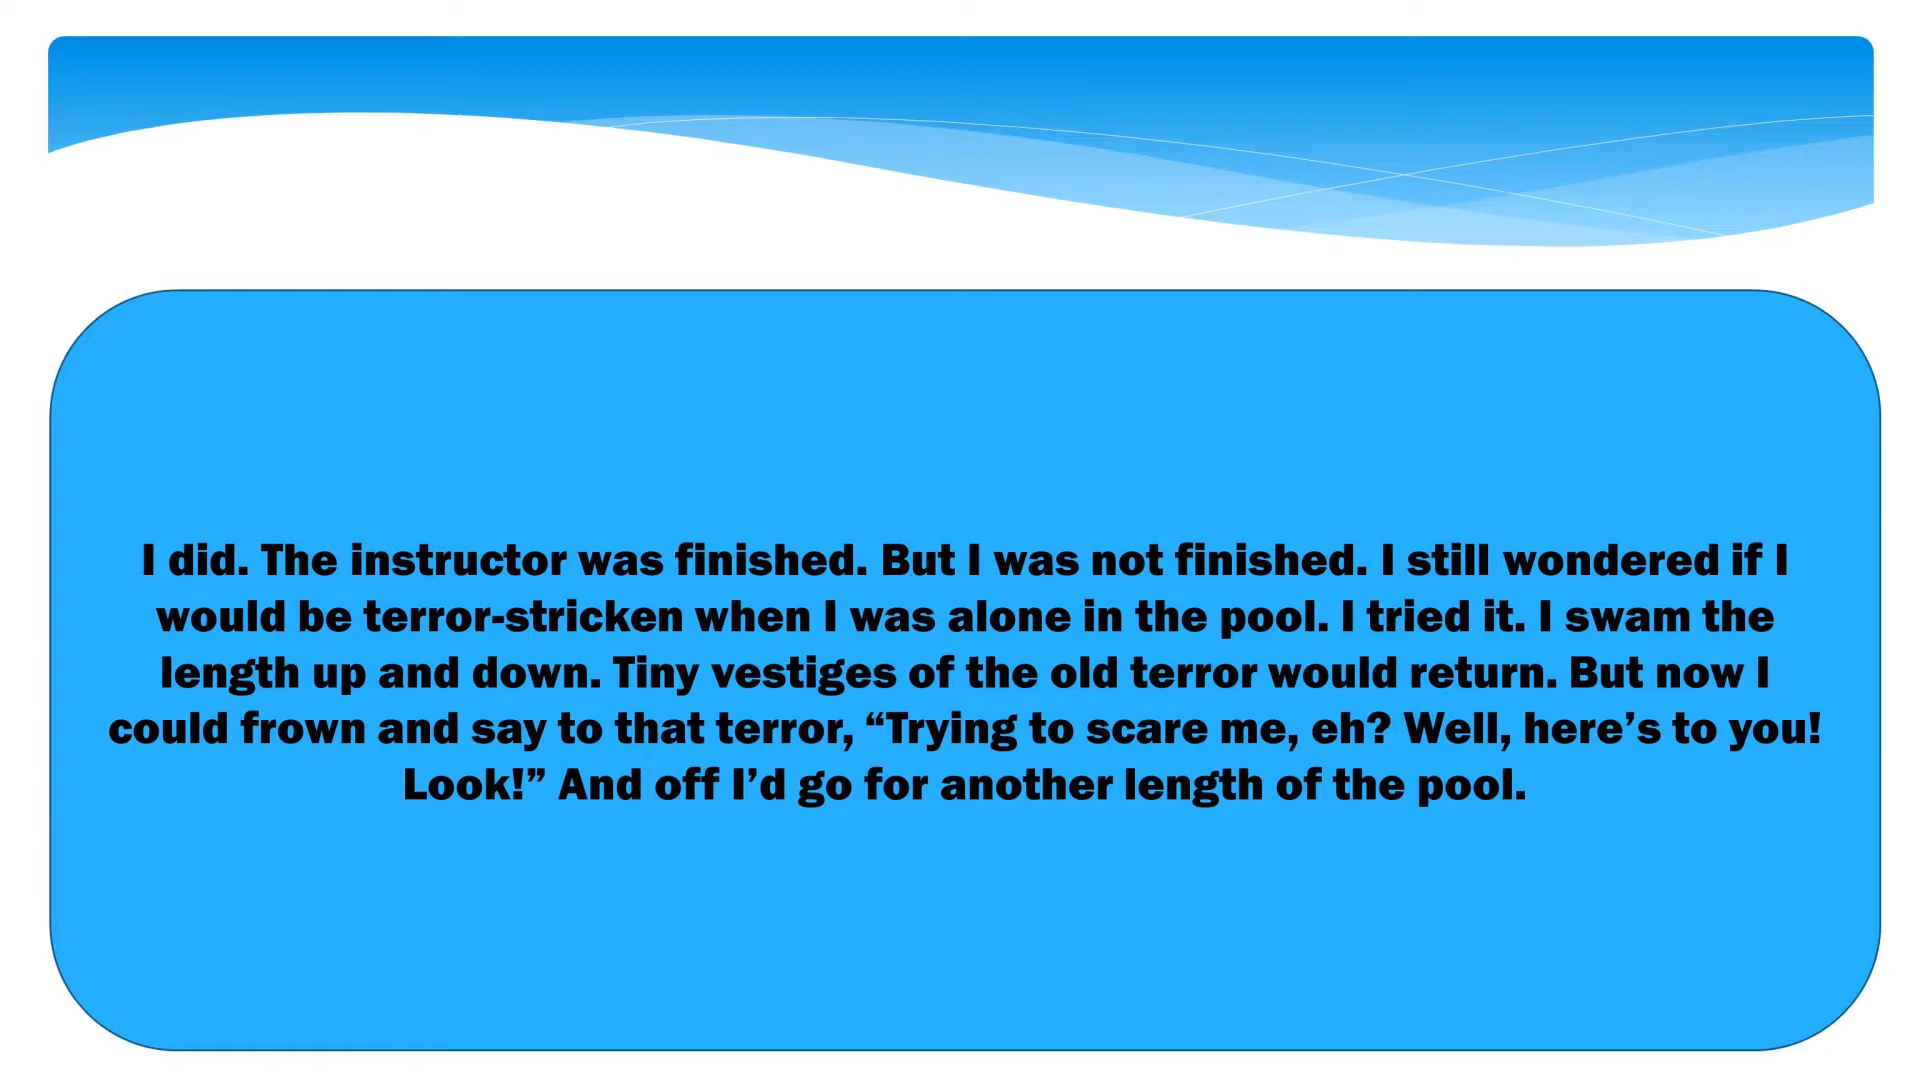 I did. The instructor was finished. But I was not finished. I still wondered if I
would be terror-stricken when I was alone in the pool. I tried it. I swam the
length up and down. Tiny vestiges of the old terror would return. But now I
could frown and say to that terror, “Trying to scare me, eh? Well, here’s to you!
Look!” And off I’d go for another length of the pool.